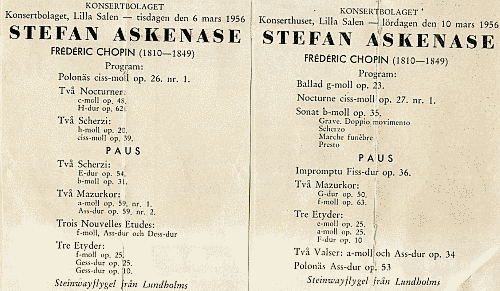 KONSERTBOLAGET
Konsertbolaget, Lilla Salen — tisdagen den 6 mars 1956
STEFAN ASKENASE
FRÉDÉRIC CHOPIN (1810—1849)
Program:
Polonäs ciss-moll op. 26. nr. 1.
Två Nocturner:
c-moll op. 48.
H-dur op. 62.
Två Scherzi:
h-moll op. 20.
ciss-moll op. 39.
PAUS
Två Scherzi:
E-dur op. 54.
b-moll op. 31.
Två Mazurkor:
a-moll op. 59, nr. 1.
Ass-dur op. 59, nr. 2.
Trois Nouvelles Etudes:
f-moll, Ass-dur och Dess-dur
Tre Etyder:
f-moll op. 25.
Gess-dur op. 25.
Gess-dur op. 10.
Steinwayflygel från Lundholms
KONSERTBOLAGET
Konserthuset, Lilla Salen — lördagen den 10 mars 1956
STEFAN ASKENASE
FRÉDÉRIC CHOPIN (1810—1849)
Program:
Ballad g-moll op. 23.
Nocturne ciss-moll op. 27. nr. 1.
Sonat b-moll op. 35.
Grave. Doppio movimento
Scherzo
Marche funèbre
Presto
PAUS
Impromptu Fiss-dur op. 36.
Två Mazurkor:
G-dur op. 50.
f-moll op. 63.
Tre Etyder:
e-moll op. 25.
a-moll op. 25.
F-dur op. 10
Två Valser: a-moll och Ass-dur op. 34
Polonäs Ass-dur op. 53
Steinwayflygel från Lundholms